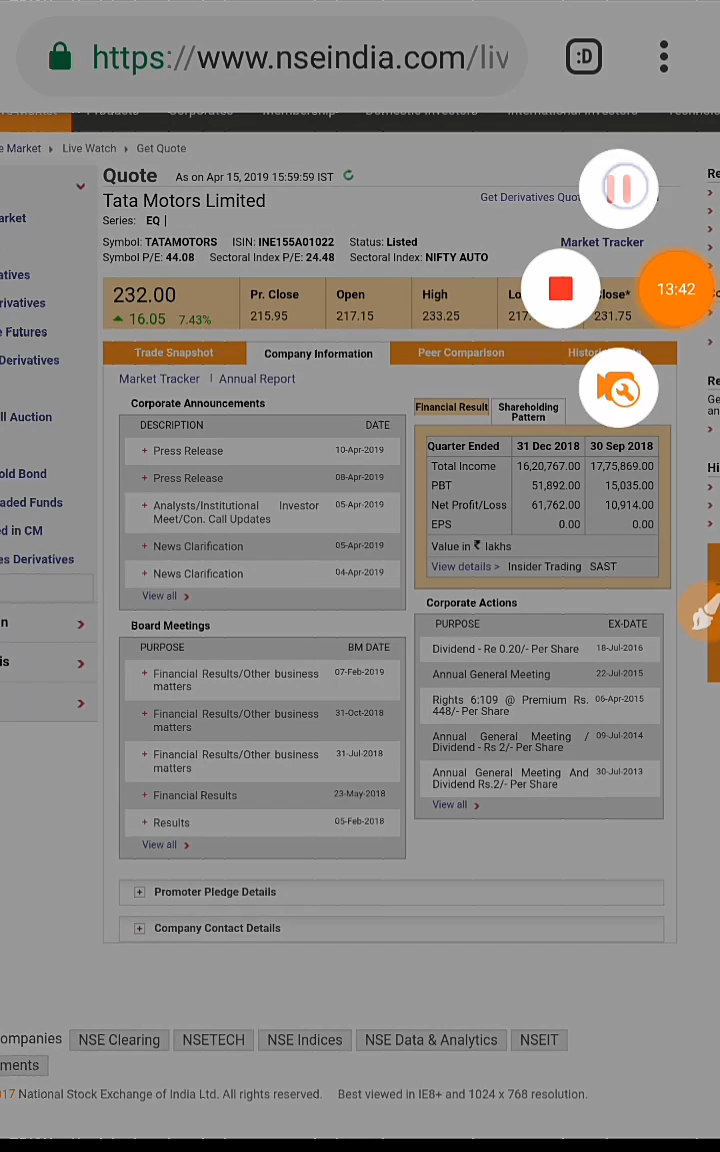 https://www.nseindia.com/liv
:D
e Market Live Watch Get Quote
Quote As on Apr 15, 2019 15:59:59 IST
Tata Motors Limited
Get Derivatives Quo
Series: EQ |
Symbol: TATAMOTORS ISIN: INE155A01022 Status: Listed
Market Tracker
Symbol P/E: 44.08 Sectoral Index P/E: 24.48 Sectoral Index: NIFTY AUTO
232.00 Pr. Close Open High Lo Close*
16.05 7.43% 215.95 217.15 233.25 217. 231.75
13:42
Trade Snapshot Company Information Peer Comparison Histori
Market Tracker | Annual Report
Corporate Announcements
DESCRIPTION DATE
+ Press Release 10-Apr-2019
+ Press Release 08-Apr-2019
+ Analysts/Institutional Investor 05-Apr-2019
Meet/Con. Call Updates
+ News Clarification 05-Apr-2019
+ News Clarification 04-Apr-2019
View all
Board Meetings
PURPOSE BM DATE
+ Financial Results/Other business 07-Feb-2019
matters
+ Financial Results/Other business 31-Oct-2018
matters
+ Financial Results/Other business 31-Jul-2018
matters
+ Financial Results 23-May-2018
+ Results 05-Feb-2018
View all
Financial Result Shareholding
Pattern
Quarter Ended 31 Dec 2018 30 Sep 2018
Total Income 16,20,767.00 17,75,869.00
PBT 51,892.00 15,035.00
Net Profit/Loss 61,762.00 10,914.00
EPS 0.00 0.00
Value in ₹ lakhs
View details > Insider Trading SAST
Corporate Actions
PURPOSE EX-DATE
Dividend - Re 0.20/- Per Share 18-Jul-2016
Annual General Meeting 22-Jul-2015
Rights 6:109 @ Premium Rs. 06-Apr-2015
448/- Per Share
Annual General Meeting / 09-Jul-2014
Dividend - Rs 2/- Per Share
Annual General Meeting And 30-Jul-2013
Dividend Rs.2/- Per Share
View all
+ Promoter Pledge Details
+ Company Contact Details
arket
atives
rivatives
e Futures
Derivatives
ll Auction
old Bond
aded Funds
d in CM
es Derivatives
n
is
Re
Re
Ge
an
Hi
ompanies NSE Clearing NSETECH NSE Indices NSE Data & Analytics NSEIT
ments
017 National Stock Exchange of India Ltd. All rights reserved. Best viewed in IE8+ and 1024 x 768 resolution.